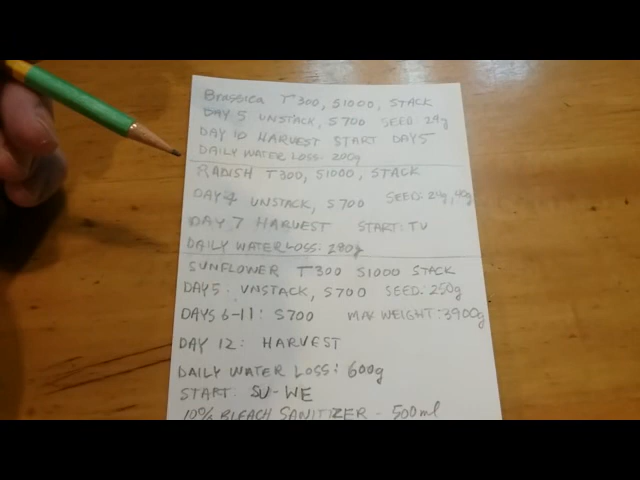 Brassica T300, S1000, STACK
DAY 5 UNSTACK, S700 SEED 24g
DAY 10 HARVEST START DAY5
DAILY WATER LOSS: 200g
RADISH T300, S1000, STACK
DAY 4 UNSTACK, S700 SEED: 24g, 40g
DAY 7 HARVEST START: TU
DAILY WATER LOSS: 280g
SUNFLOWER T300 S1000 STACK
DAY5: UNSTACK, S700 SEED: 250g
DAYS 6-11: S700 MAX WEIGHT: 3900g
DAY 12: HARVEST
DAILY WATER LOSS: 600g
START: SU-WE
10% BLEACH SANITIZER - 500ml